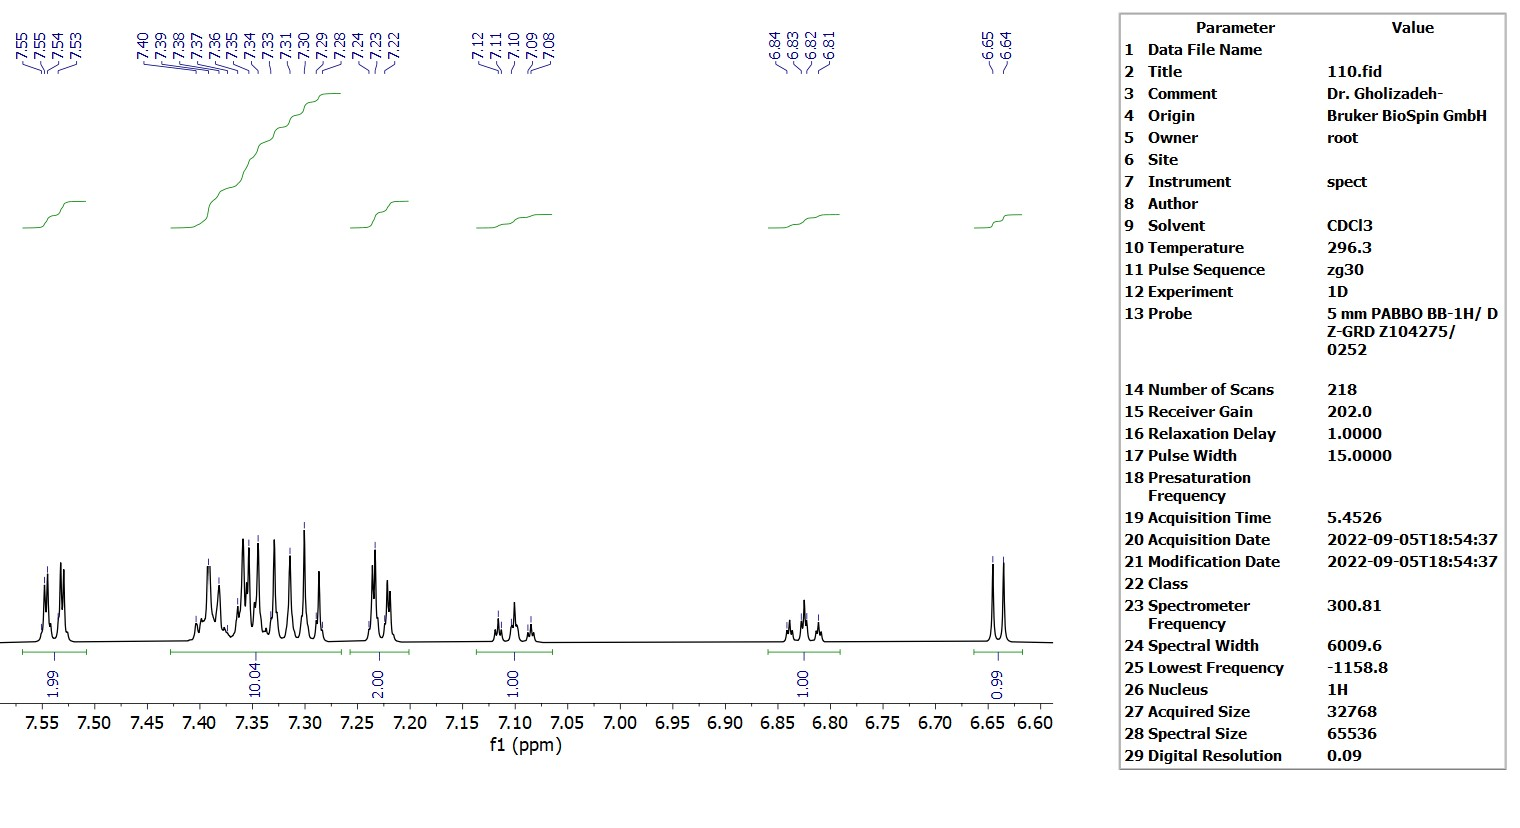 7.55 7.55 7.54 7.53 7.40 7.39 7.38 7.37 7.36 7.35 7.34 7.33 7.31 7.30 7.29 7.28 7.24 7.23 7.22 7.12 7.11 7.10 7.09 7.08 6.84 6.83 6.82 6.81 6.65 6.64
1.99 10.04 2.00 1.00 1.00 0.99
7.55 7.50 7.45 7.40 7.35 7.30 7.25 7.20 7.15 7.10 7.05 7.00 6.95 6.90 6.85 6.80 6.75 6.70 6.65 6.60
f1 (ppm)
Parameter Value
1 Data File Name
2 Title 110.fid
3 Comment Dr. Gholizadeh-
4 Origin Bruker BioSpin GmbH
5 Owner root
6 Site
7 Instrument spect
8 Author
9 Solvent CDCl3
10 Temperature 296.3
11 Pulse Sequence zg30
12 Experiment 1D
13 Probe 5 mm PABBO BB-1H/ D
Z-GRD Z104275/
0252
14 Number of Scans 218
15 Receiver Gain 202.0
16 Relaxation Delay 1.0000
17 Pulse Width 15.0000
18 Presaturation
Frequency
19 Acquisition Time 5.4526
20 Acquisition Date 2022-09-05T18:54:37
21 Modification Date 2022-09-05T18:54:37
22 Class
23 Spectrometer 300.81
Frequency
24 Spectral Width 6009.6
25 Lowest Frequency -1158.8
26 Nucleus 1H
27 Acquired Size 32768
28 Spectral Size 65536
29 Digital Resolution 0.09